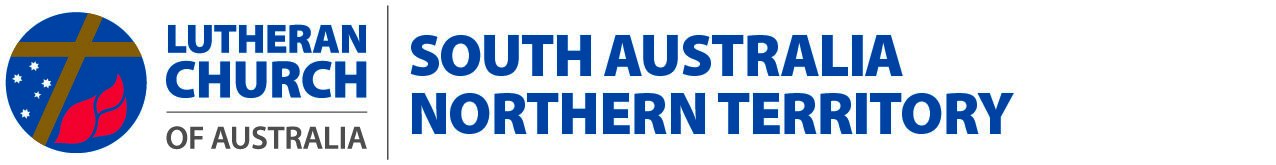 LUTHERAN
CHURCH
OF AUSTRALIA
SOUTH AUSTRALIA
NORTHERN TERRITORY